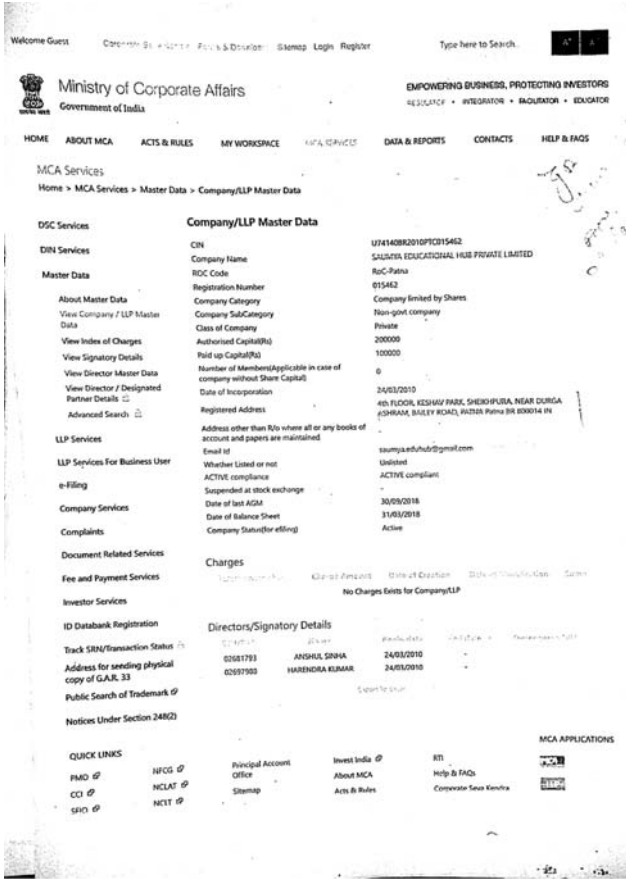 Welcome Guest Sitemap Login Register Type here to Search..
Ministry of Corporate Affairs
Government of India
EMPOWERING BUSINESS, PROTECTING INVESTORS
REGULATOR • INTEGRATOR • FACILITATOR • EDUCATOR
HOME ABOUT MCA ACTS & RULES MY WORKSPACE MCA SERVICES DATA & REPORTS CONTACTS HELP & FAQS
MCA Services
Home > MCA Services > Master Data > Company/LLP Master Data
DSC Services
DIN Services
Master Data
About Master Data
View Company / LLP Master
Data
View Index of Charges
View Signatory Details
View Director Master Data
View Director / Designated
Partner Details
Advanced Search
LLP Services
LLP Services For Business User
e-Filing
Company Services
Complaints
Document Related Services
Fee and Payment Services
Investor Services
ID Databank Registration
Track SRN/Transaction Status
Address for sending physical
copy of G.A.R. 33
Public Search of Trademark
Notices Under Section 248(2)
Company/LLP Master Data
CIN U74140BR2010PTC015462
Company Name SAUMYA EDUCATIONAL HUB PRIVATE LIMITED
ROC Code RoC-Patna
Registration Number 015462
Company Category Company limited by Shares
Company SubCategory Non-govt company
Class of Company Private
Authorised Capital(Rs) 200000
Paid up Capital(Rs) 100000
Number of Members(Applicable in case of
company without Share Capital) 0
Date of Incorporation 24/03/2010
Registered Address 4th FLOOR, KESHAV PARK, SHEIKHPURA, NEAR DURGA
ASHRAM, BAILEY ROAD, PATNA Patna BR 800014 IN
Address other than R/o where all or any books of
account and papers are maintained -
Email Id saumya.eduhub@gmail.com
Whether Listed or not Unlisted
ACTIVE compliance ACTIVE compliant
Suspended at stock exchange -
Date of last AGM 30/09/2018
Date of Balance Sheet 31/03/2018
Company Status(for efiling) Active
Charges
Charge Amount Date of Creation Date of Modification Status
No Charges Exists for Company/LLP
Directors/Signatory Details
02681793 ANSHUL SINHA 24/03/2010 -
02697903 HARENDRA KUMAR 24/03/2010 -
MCA APPLICATIONS
QUICK LINKS
PMO NFCG Principal Account
Office Invest India RTI
CCI NCLAT Sitemap About MCA Help & FAQs
SFIO NCLT Acts & Rules Corporate Seva Kendra